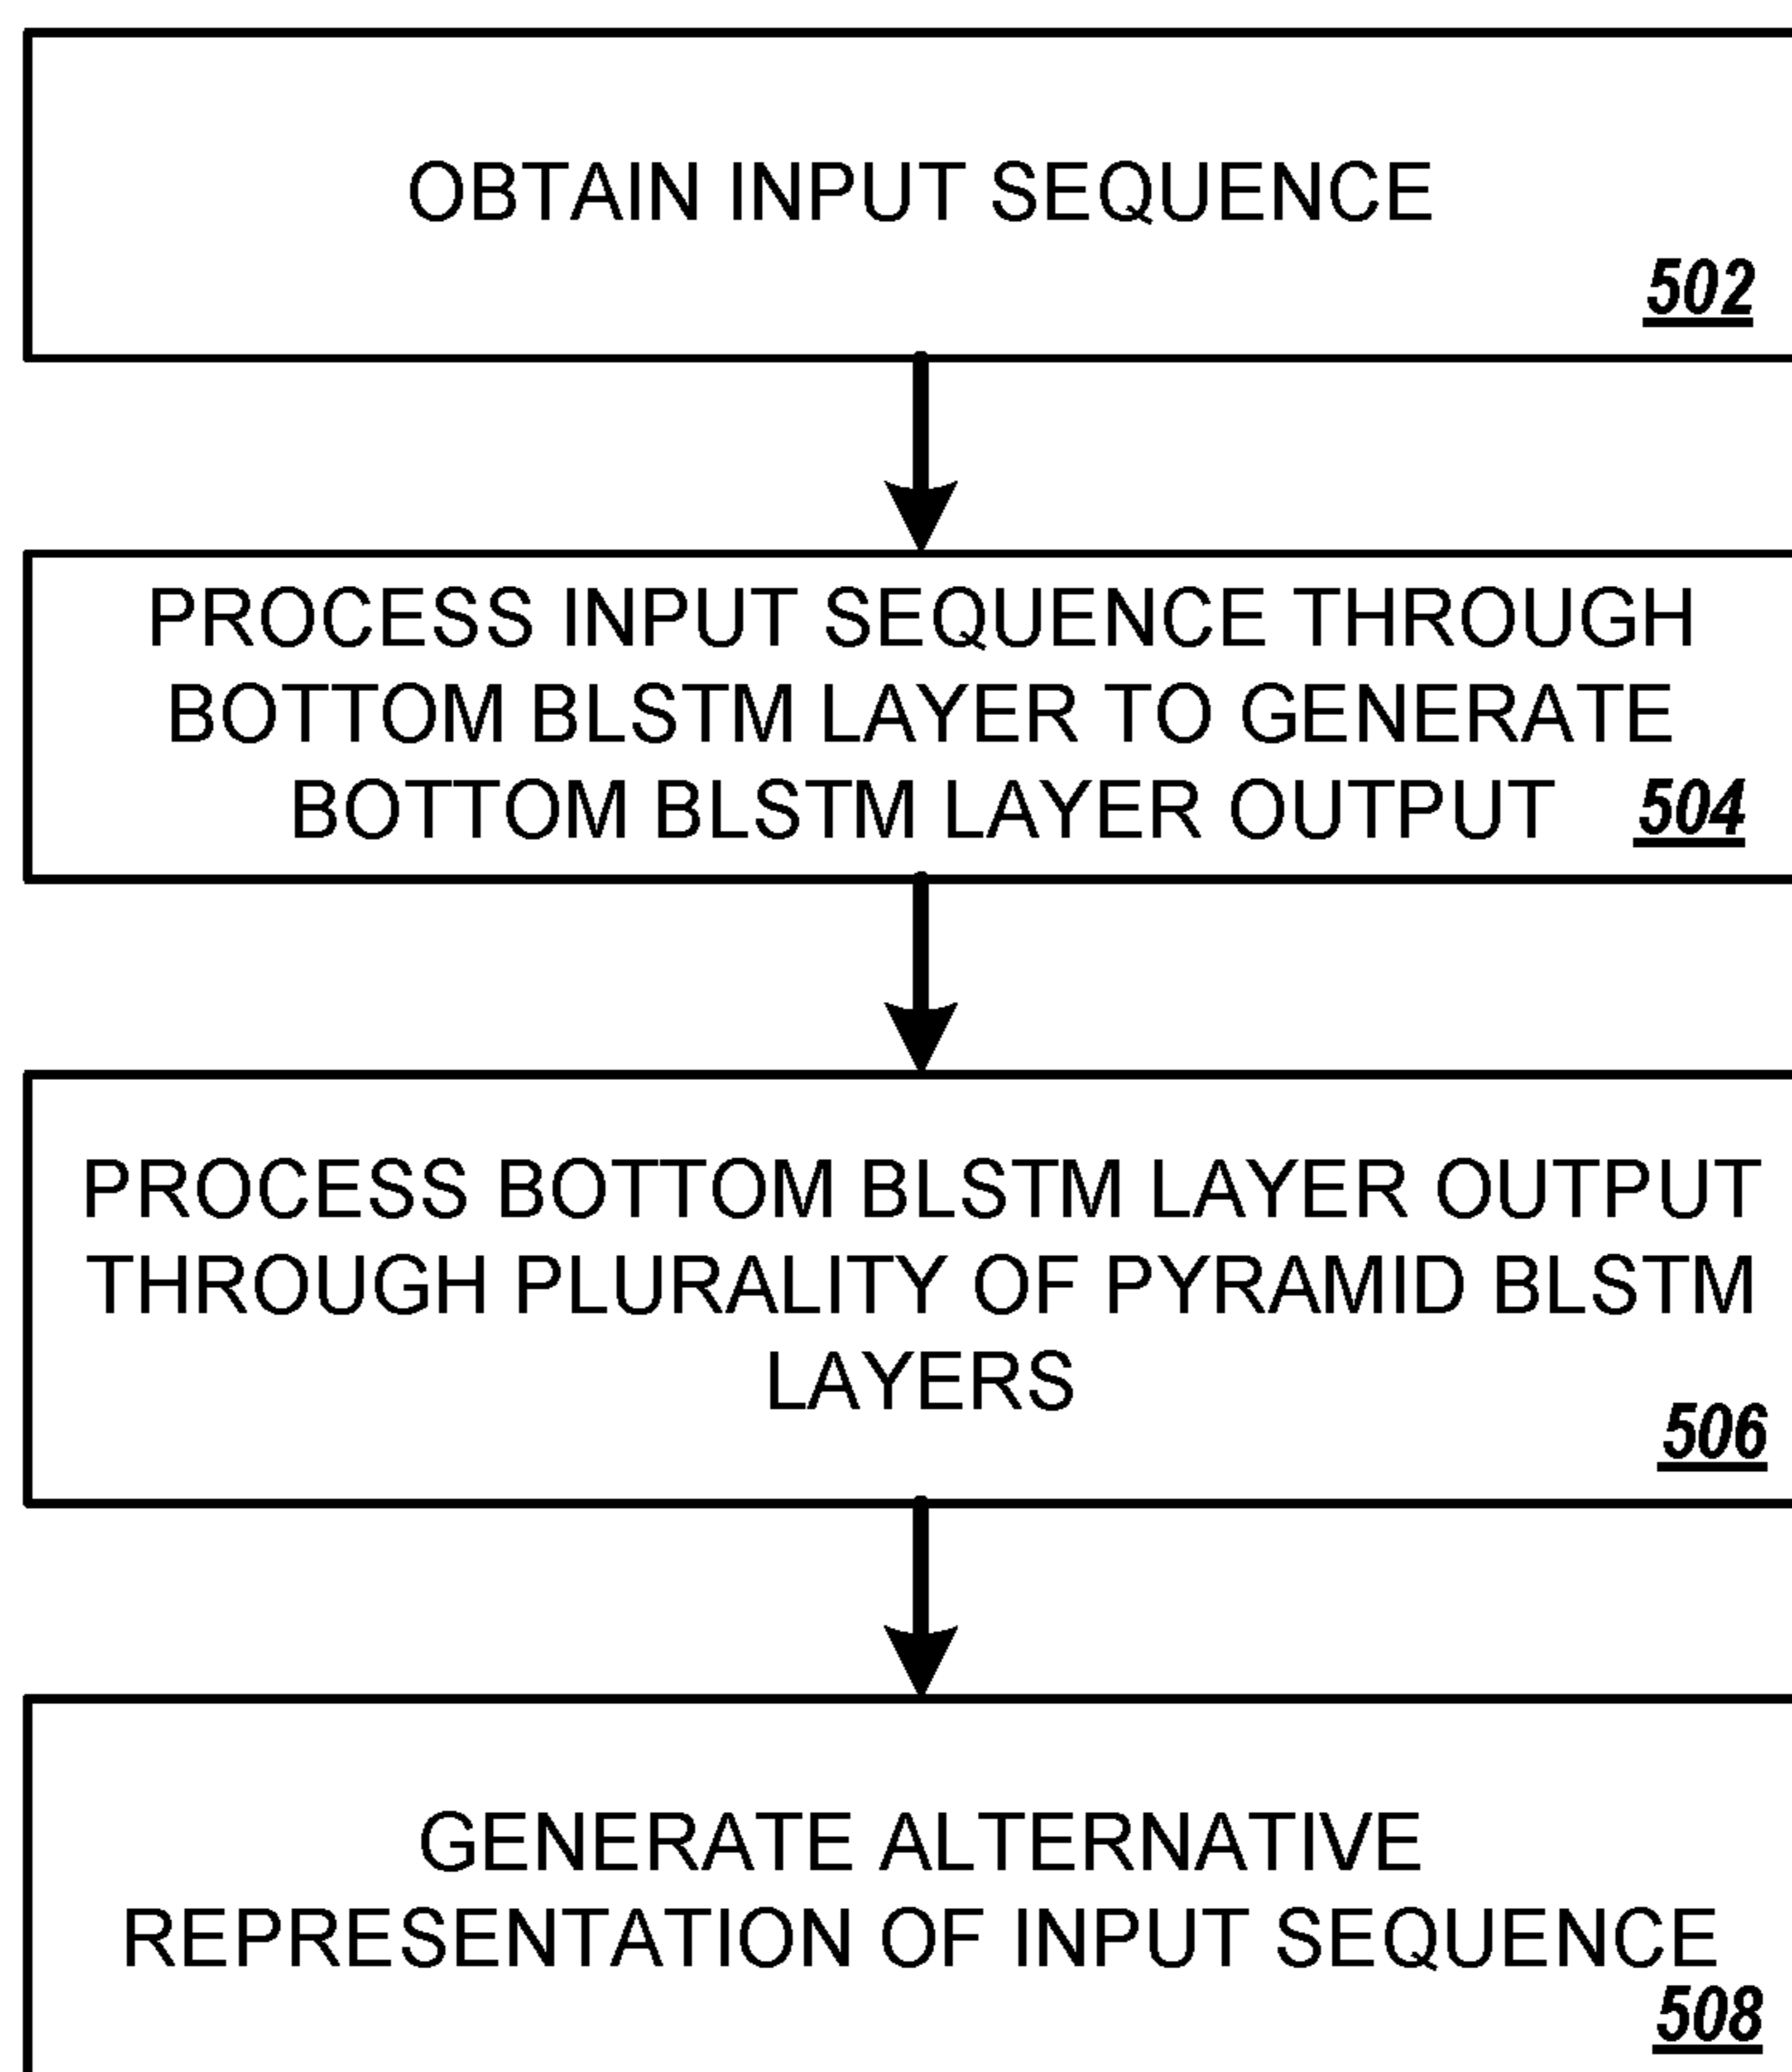 OBTAIN INPUT SEQUENCE
502
PROCESS INPUT SEQUENCE THROUGH
BOTTOM BLSTM LAYER TO GENERATE
BOTTOM BLSTM LAYER OUTPUT 504
PROCESS BOTTOM BLSTM LAYER OUTPUT
THROUGH PLURALITY OF PYRAMID BLSTM
LAYERS
506
GENERATE ALTERNATIVE
REPRESENTATION OF INPUT SEQUENCE
508